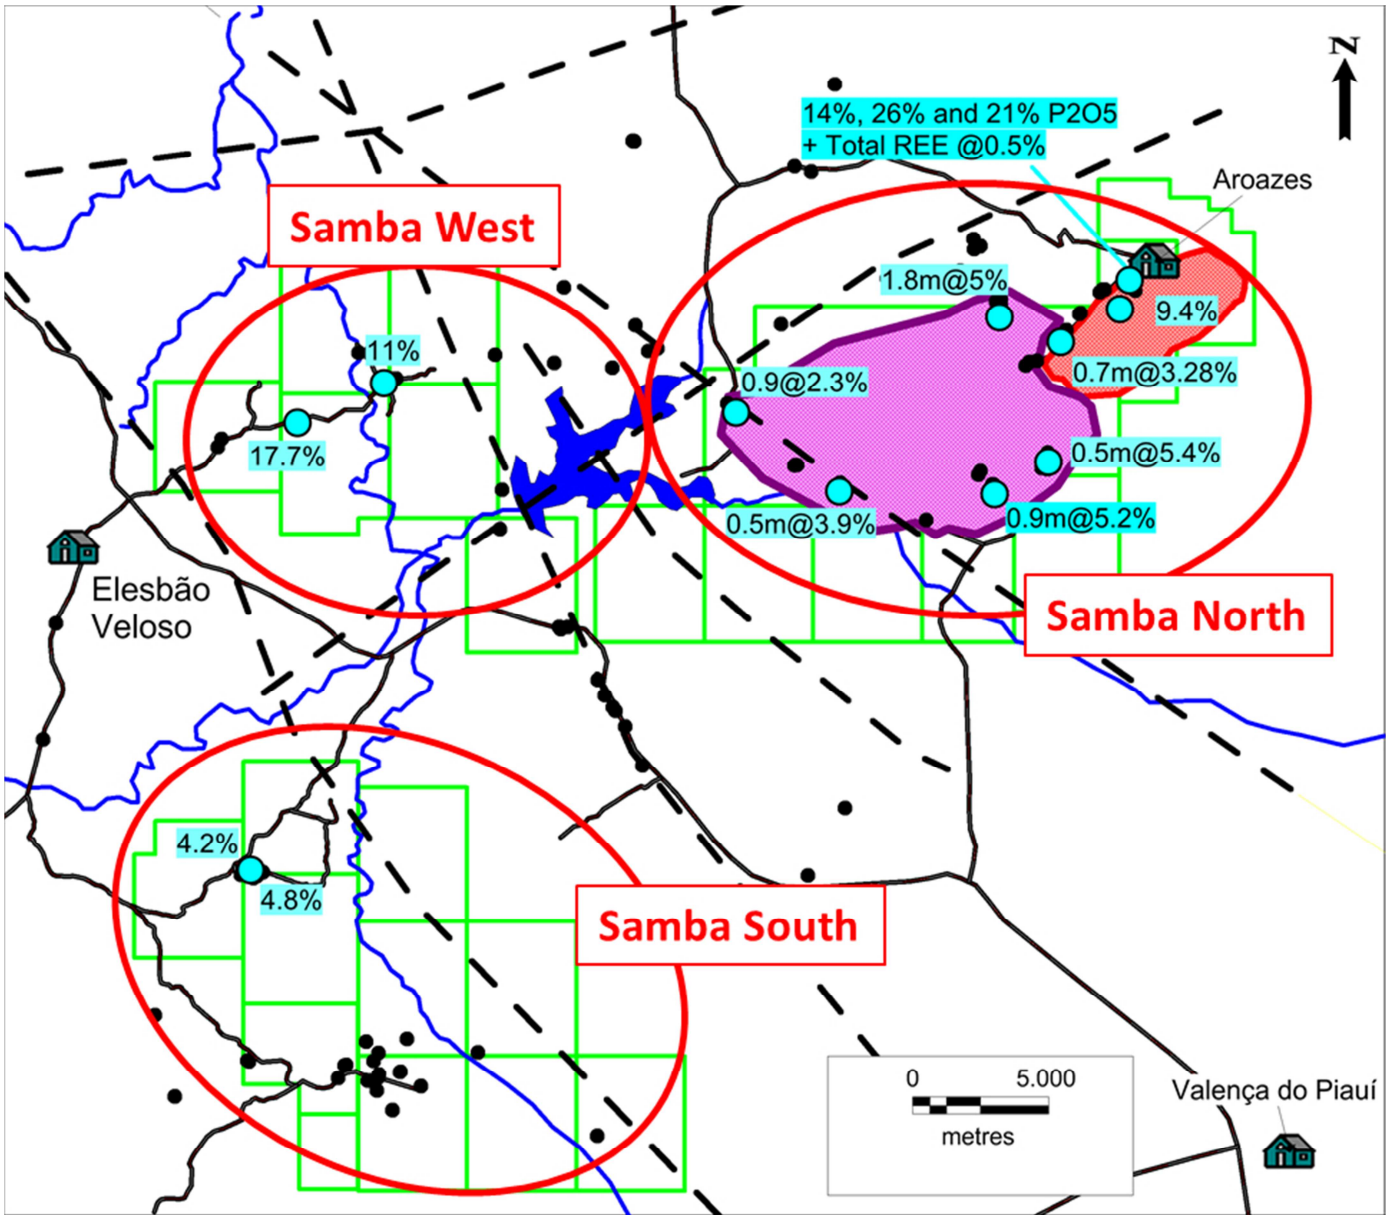 N
14%, 26% and 21% P2O5
+ Total REE @0.5%
Aroazes
Samba West
1.8m@5%
9.4%
11%
0.7m@3.28%
0.9@2.3%
17.7%
0.5m@5.4%
0.5m@3.9%
0.9m@5.2%
Elesbão
Veloso
Samba North
4.2%
4.8%
Samba South
0 5.000
metres
Valença do Piauí